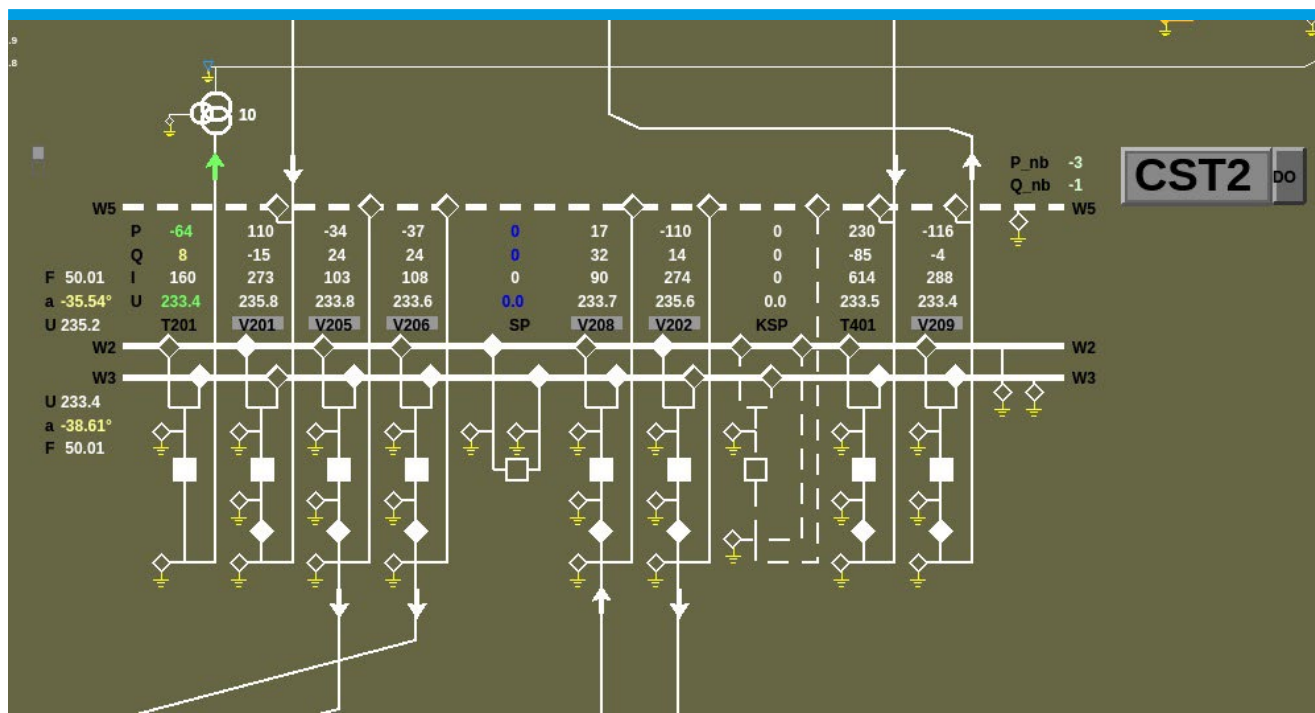 .9
.8
10
P_nb -3
Q_nb -1
CST2 DO
W5 W5
P -64 110 -34 -37 0 17 -110 0 230 -116
Q 8 -15 24 24 0 32 14 0 -85 -4
F 50.01 I 160 273 103 108 0 90 274 0 614 288
a -35.54° U 233.4 235.8 233.8 233.6 0.0 233.7 235.6 0.0 233.5 233.4
U 235.2 T201 V201 V205 V206 SP V208 V202 KSP T401 V209
W2 W2
W3 W3
U 233.4
a -38.61°
F 50.01